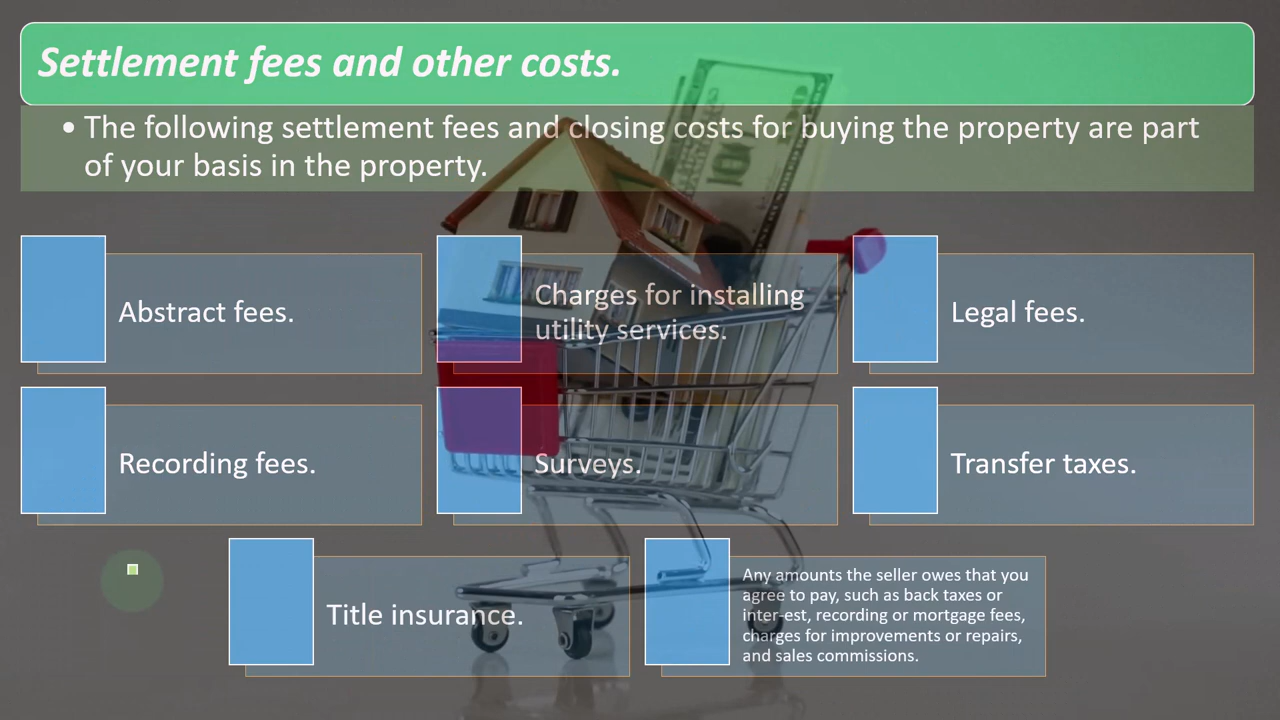 Settlement fees and other costs.
• The following settlement fees and closing costs for buying the property are part
of your basis in the property.
Abstract fees.
Charges for installing
utility services.
Legal fees.
Recording fees.
Surveys.
Transfer taxes.
Title insurance.
Any amounts the seller owes that you
agree to pay, such as back taxes or
inter-est, recording or mortgage fees,
charges for improvements or repairs,
and sales commissions.